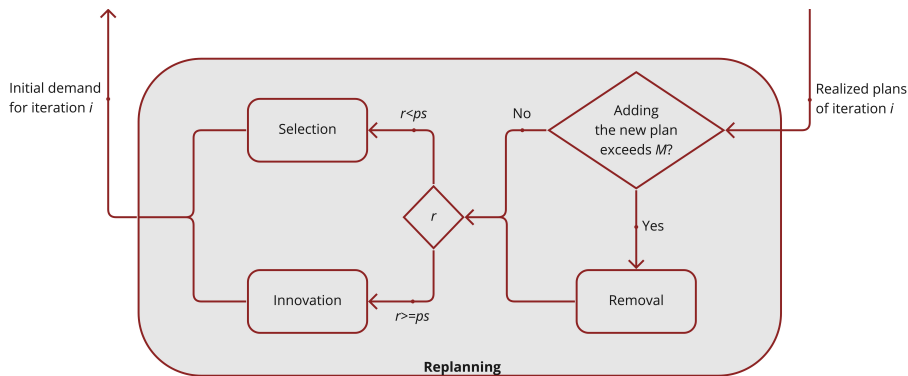 Initial demand
for iteration i
Selection
r<ps
No
Adding
the new plan
exceeds M?
Realized plans
of iteration i
r
Yes
Innovation
r>=ps
Removal
Replanning